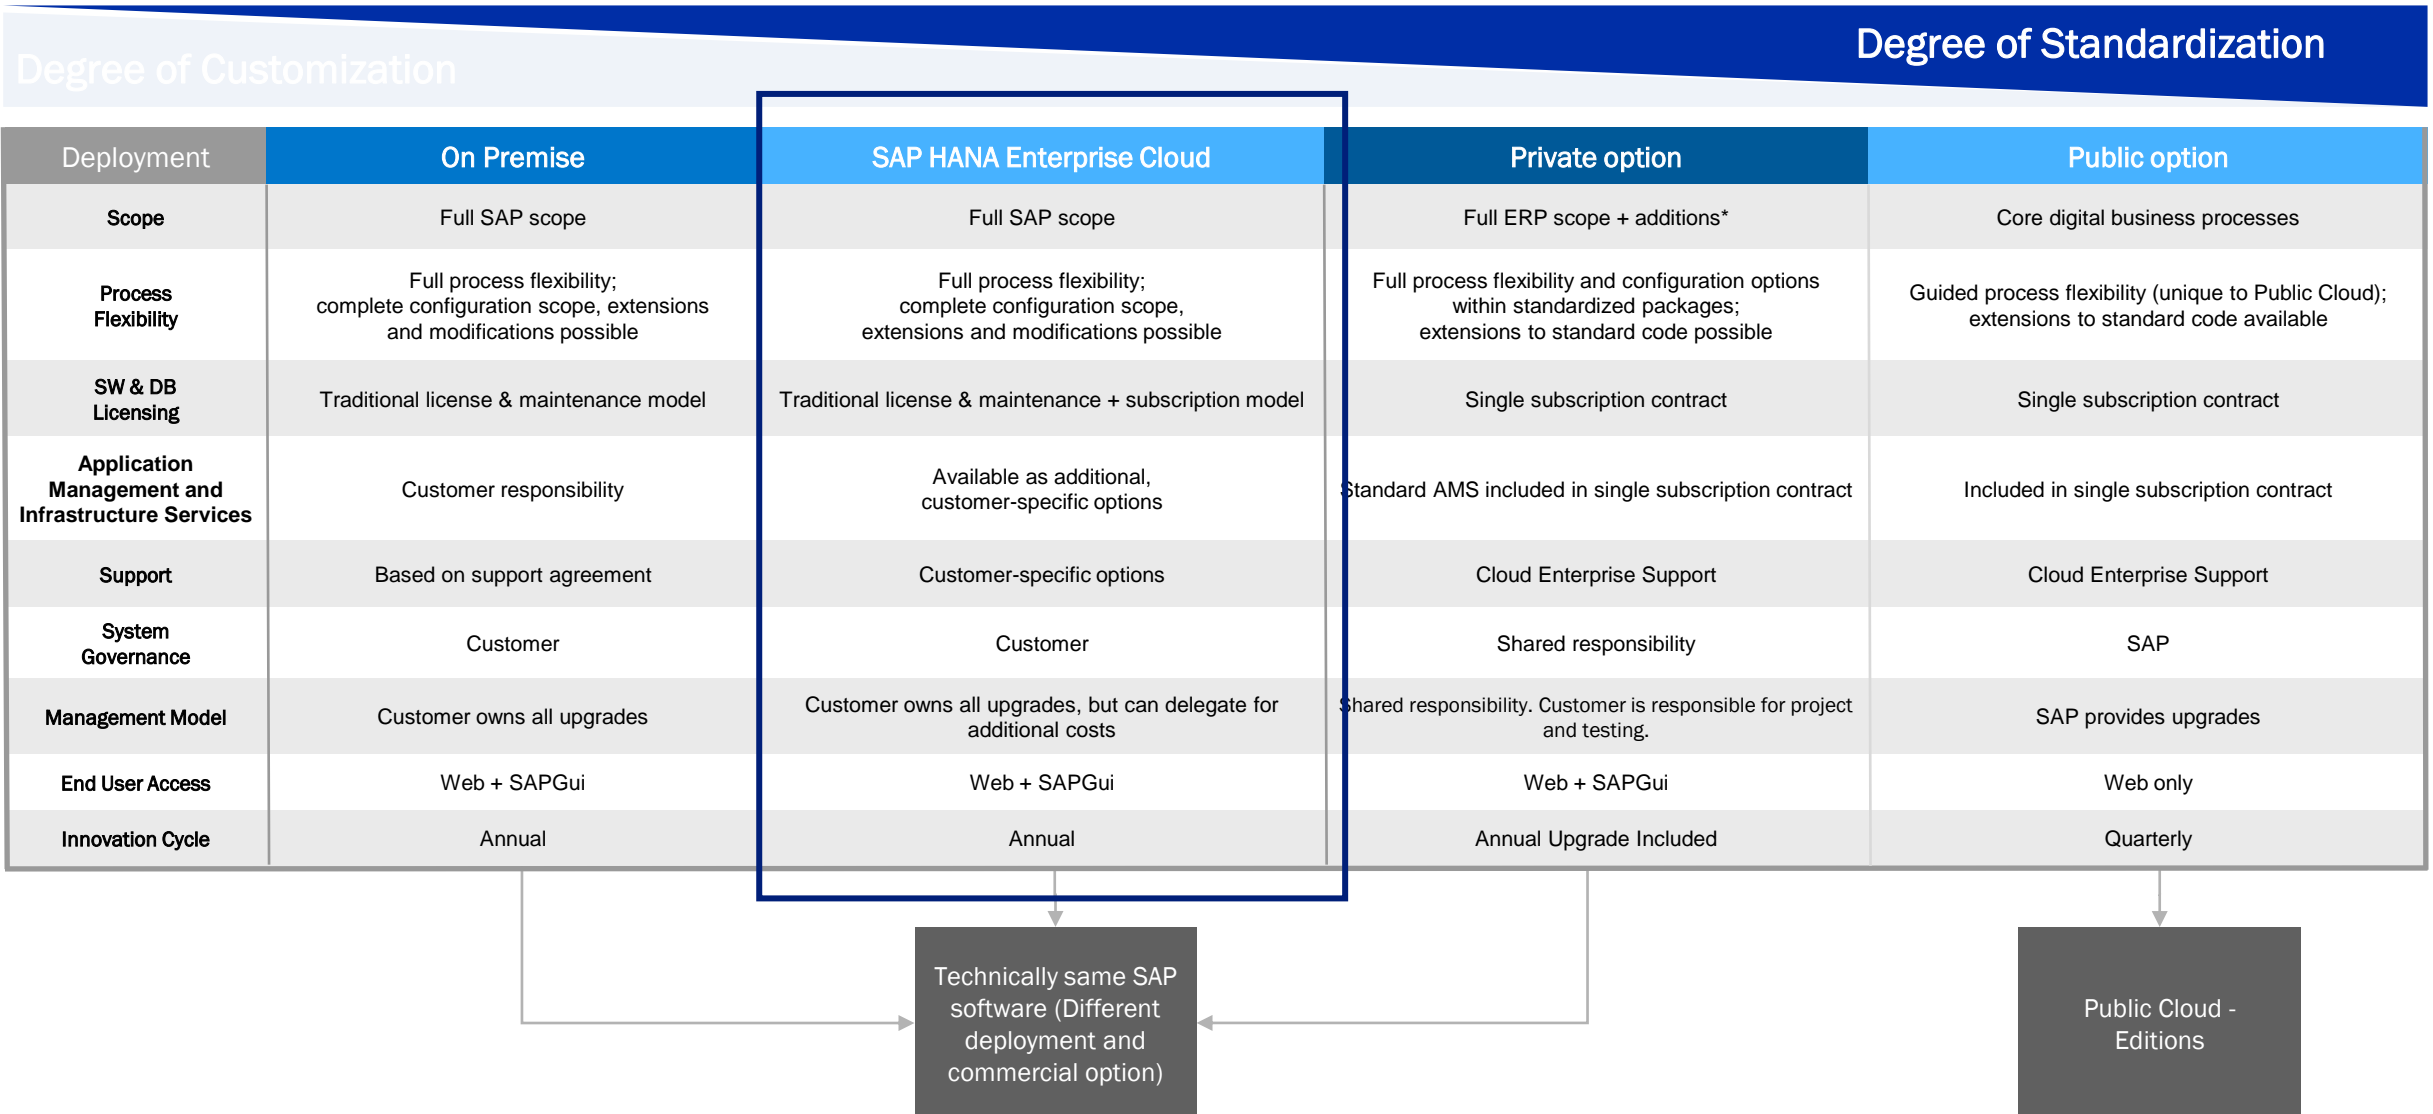 Degree of Standardization
Degree of Customization
Deployment
On Premise
SAP HANA Enterprise Cloud
Private option
Public option
Scope
Full SAP scope
Full SAP scope
Full ERP scope + additions*
Core digital business processes
Process
Flexibility
Full process flexibility;
complete configuration scope, extensions
and modifications possible
Full process flexibility;
complete configuration scope,
extensions and modifications possible
Full process flexibility and configuration options
within standardized packages;
extensions to standard code possible
Guided process flexibility (unique to Public Cloud);
extensions to standard code available
SW & DB
Licensing
Traditional license & maintenance model
Traditional license & maintenance + subscription model
Single subscription contract
Single subscription contract
Application
Management and
Infrastructure Services
Customer responsibility
Available as additional,
customer-specific options
Standard AMS included in single subscription contract
Included in single subscription contract
Support
Based on support agreement
Customer-specific options
Cloud Enterprise Support
Cloud Enterprise Support
System
Governance
Customer
Customer
Shared responsibility
SAP
Management Model
Customer owns all upgrades
Customer owns all upgrades, but can delegate for
additional costs
Shared responsibility. Customer is responsible for project
and testing.
SAP provides upgrades
End User Access
Web + SAPGui
Web + SAPGui
Web + SAPGui
Web only
Innovation Cycle
Annual
Annual
Annual Upgrade Included
Quarterly
Technically same SAP
software (Different
deployment and
commercial option)
Public Cloud -
Editions